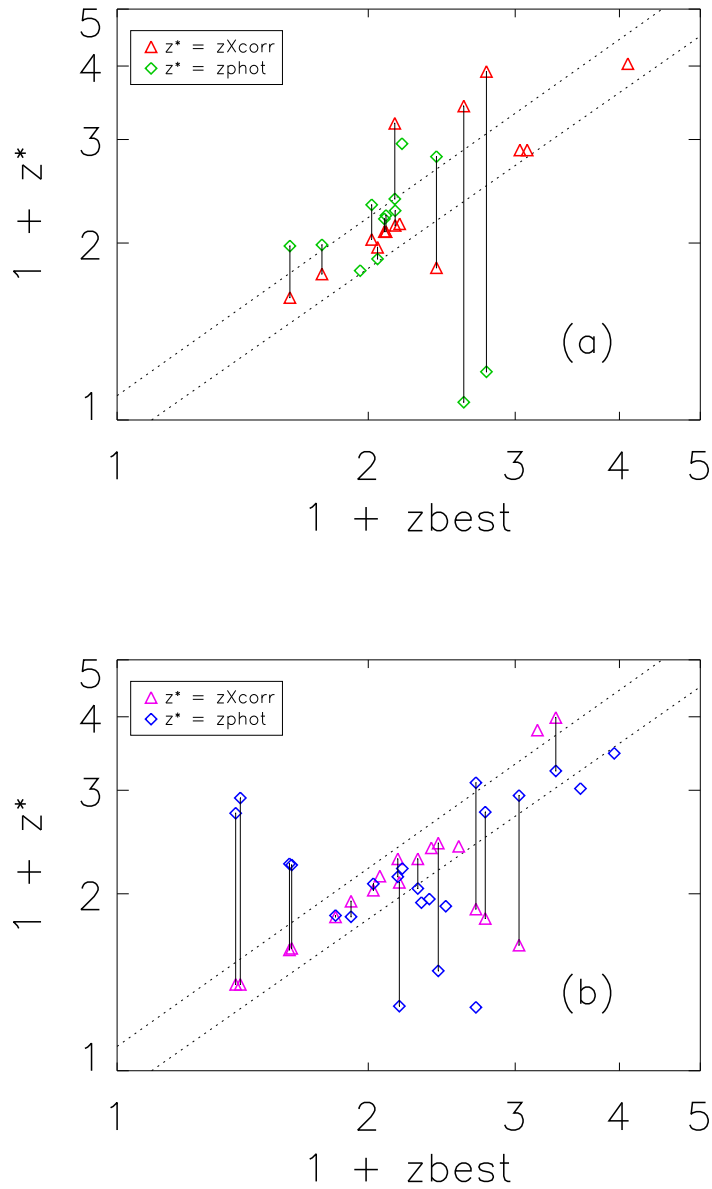 5
z* = zXcorr
z* = zphot
4
3
1 + z*
2
(a)
1
1 2 3 4 5
1 + zbest
5
z* = zXcorr
z* = zphot
4
3
1 + z*
2
(b)
1
1 2 3 4 5
1 + zbest